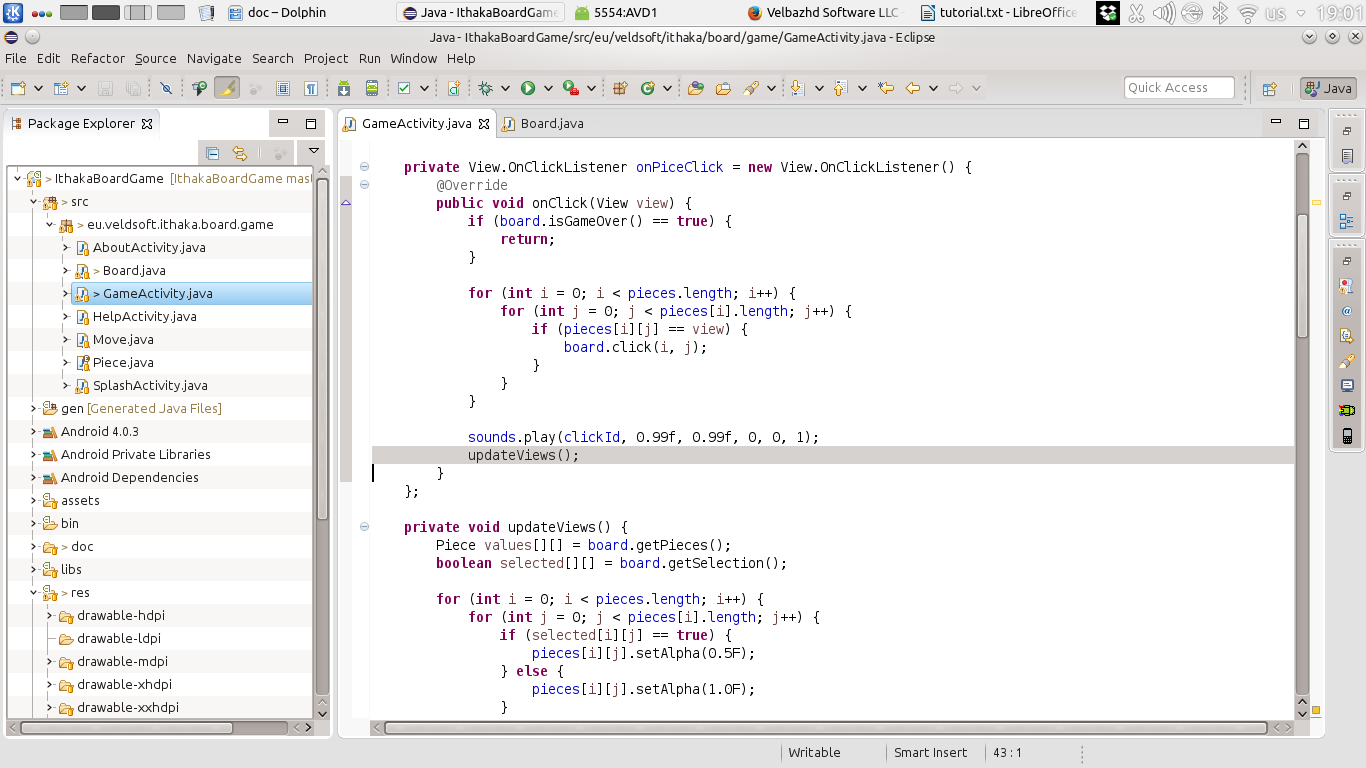 doc – Dolphin
Java - IthakaBoardGame
5554:AVD1
Velbazhd Software LLC
tutorial.txt - LibreOffice
us
19:01
Java - IthakaBoardGame/src/eu/veldsoft/ithaka/board/game/GameActivity.java - Eclipse
File Edit Refactor Source Navigate Search Project Run Window Help
Quick Access
Java
Package Explorer
GameActivity.java
Board.java
> IthakaBoardGame [IthakaBoardGame mast
> src
> eu.veldsoft.ithaka.board.game
AboutActivity.java
> Board.java
> GameActivity.java
HelpActivity.java
Move.java
Piece.java
SplashActivity.java
gen [Generated Java Files]
Android 4.0.3
Android Private Libraries
Android Dependencies
assets
bin
> doc
libs
> res
drawable-hdpi
drawable-ldpi
drawable-mdpi
drawable-xhdpi
drawable-xxhdpi
private View.OnClickListener onPiceClick = new View.OnClickListener() {
@Override
public void onClick(View view) {
if (board.isGameOver() == true) {
return;
}
for (int i = 0; i < pieces.length; i++) {
for (int j = 0; j < pieces[i].length; j++) {
if (pieces[i][j] == view) {
board.click(i, j);
}
}
}
sounds.play(clickId, 0.99f, 0.99f, 0, 0, 1);
updateViews();
}
};
private void updateViews() {
Piece values[][] = board.getPieces();
boolean selected[][] = board.getSelection();
for (int i = 0; i < pieces.length; i++) {
for (int j = 0; j < pieces[i].length; j++) {
if (selected[i][j] == true) {
pieces[i][j].setAlpha(0.5F);
} else {
pieces[i][j].setAlpha(1.0F);
}
Writable
Smart Insert
43 : 1